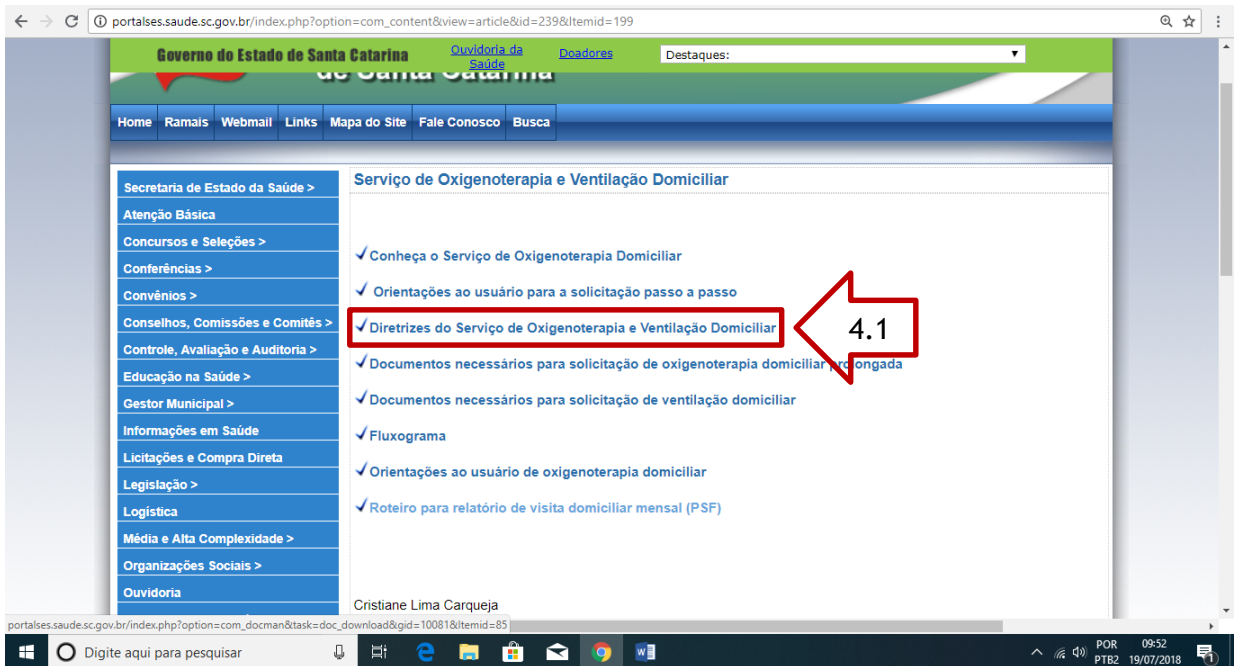 portalses.saude.sc.gov.br/index.php?option=com_content&view=article&id=239&Itemid=199
Governo do Estado de Santa Catarina
Ouvidoria da Saúde
Doadores
Destaques:
de Santa Catarina
Home Ramais Webmail Links Mapa do Site Fale Conosco Busca
Secretaria de Estado da Saúde >
Atenção Básica
Concursos e Seleções >
Conferências >
Convênios >
Conselhos, Comissões e Comitês >
Controle, Avaliação e Auditoria >
Educação na Saúde >
Gestor Municipal >
Informações em Saúde
Licitações e Compra Direta
Legislação >
Logística
Média e Alta Complexidade >
Organizações Sociais >
Ouvidoria
Serviço de Oxigenoterapia e Ventilação Domiciliar
Conheça o Serviço de Oxigenoterapia Domiciliar
Orientações ao usuário para a solicitação passo a passo
Diretrizes do Serviço de Oxigenoterapia e Ventilação Domiciliar
4.1
Documentos necessários para solicitação de oxigenoterapia domiciliar prolongada
Documentos necessários para solicitação de ventilação domiciliar
Fluxograma
Orientações ao usuário de oxigenoterapia domiciliar
Roteiro para relatório de visita domiciliar mensal (PSF)
Cristiane Lima Carqueja
portalses.saude.sc.gov.br/index.php?option=com_docman&task=doc_download&gid=10081&Itemid=85
Digite aqui para pesquisar
POR
PTB2
09:52
19/07/2018
1